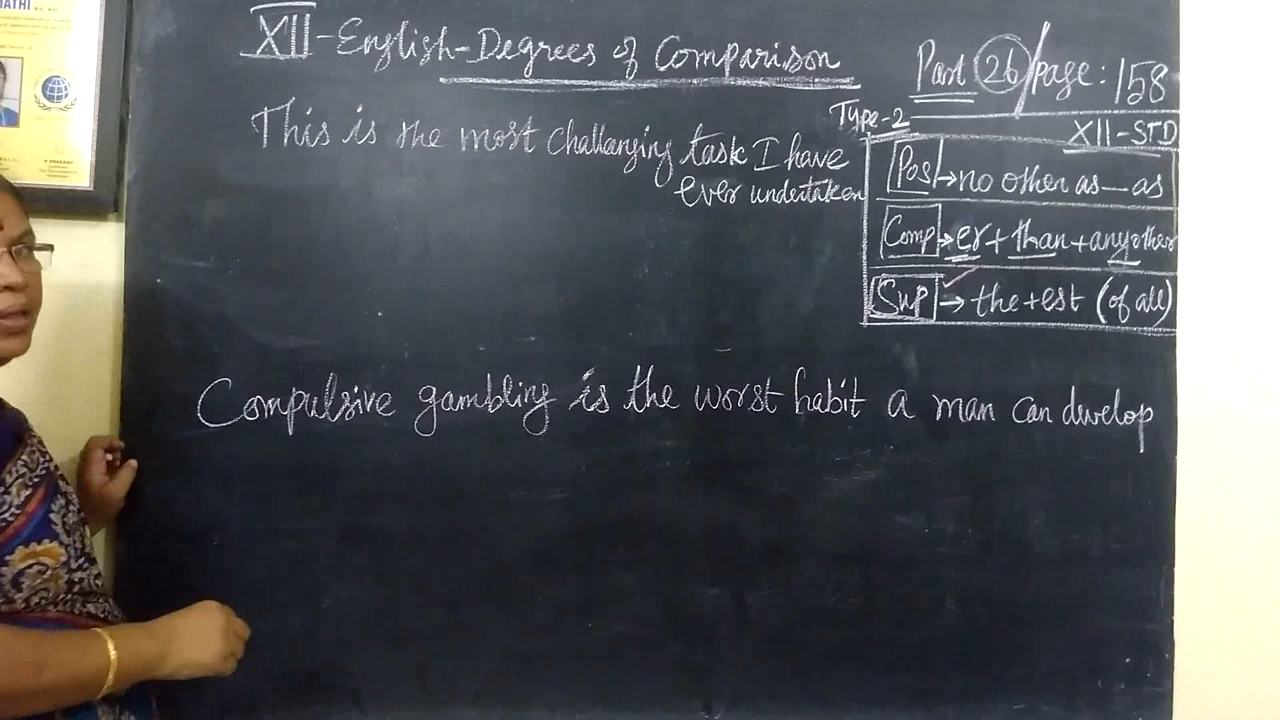 XII-English-Degrees of Comparison
Part 26/page: 158
This is the most challanging task I have
ever undertaken
Type-2
XII-STD
Pos → no other as — as
Comp → er + than + any other
Sup → the + est (of all)
Compulsive gambling is the worst habit a man can develop